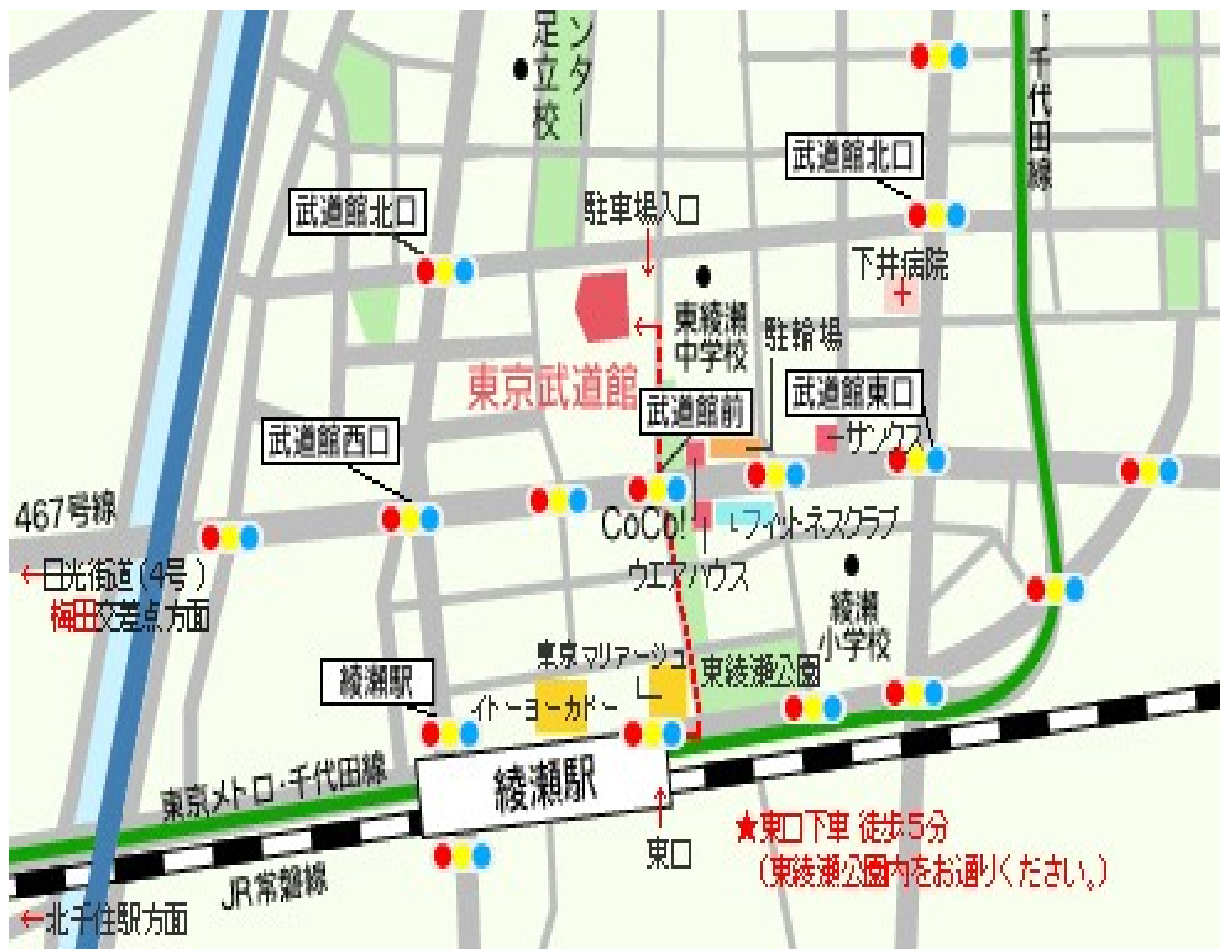 ンター
足立校
千代田線
武道館北口
武道館北口
駐車場入口
下井病院
東綾瀬
中学校
駐輪場
東京武道館
武道館前
武道館東口
サンクス
武道館西口
467号線
CoCo!
フィットネスクラブ
ウエアハウス
←日光街道(4号)
梅田交差点方面
綾瀬
小学校
東京マリアージュ
東綾瀬公園
綾瀬駅
イトーヨーカドー
綾瀬駅
東京メトロ・千代田線
東口
★東口下車 徒歩5分
(東綾瀬公園内をお通りください。)
JR常磐線
←北千住駅方面